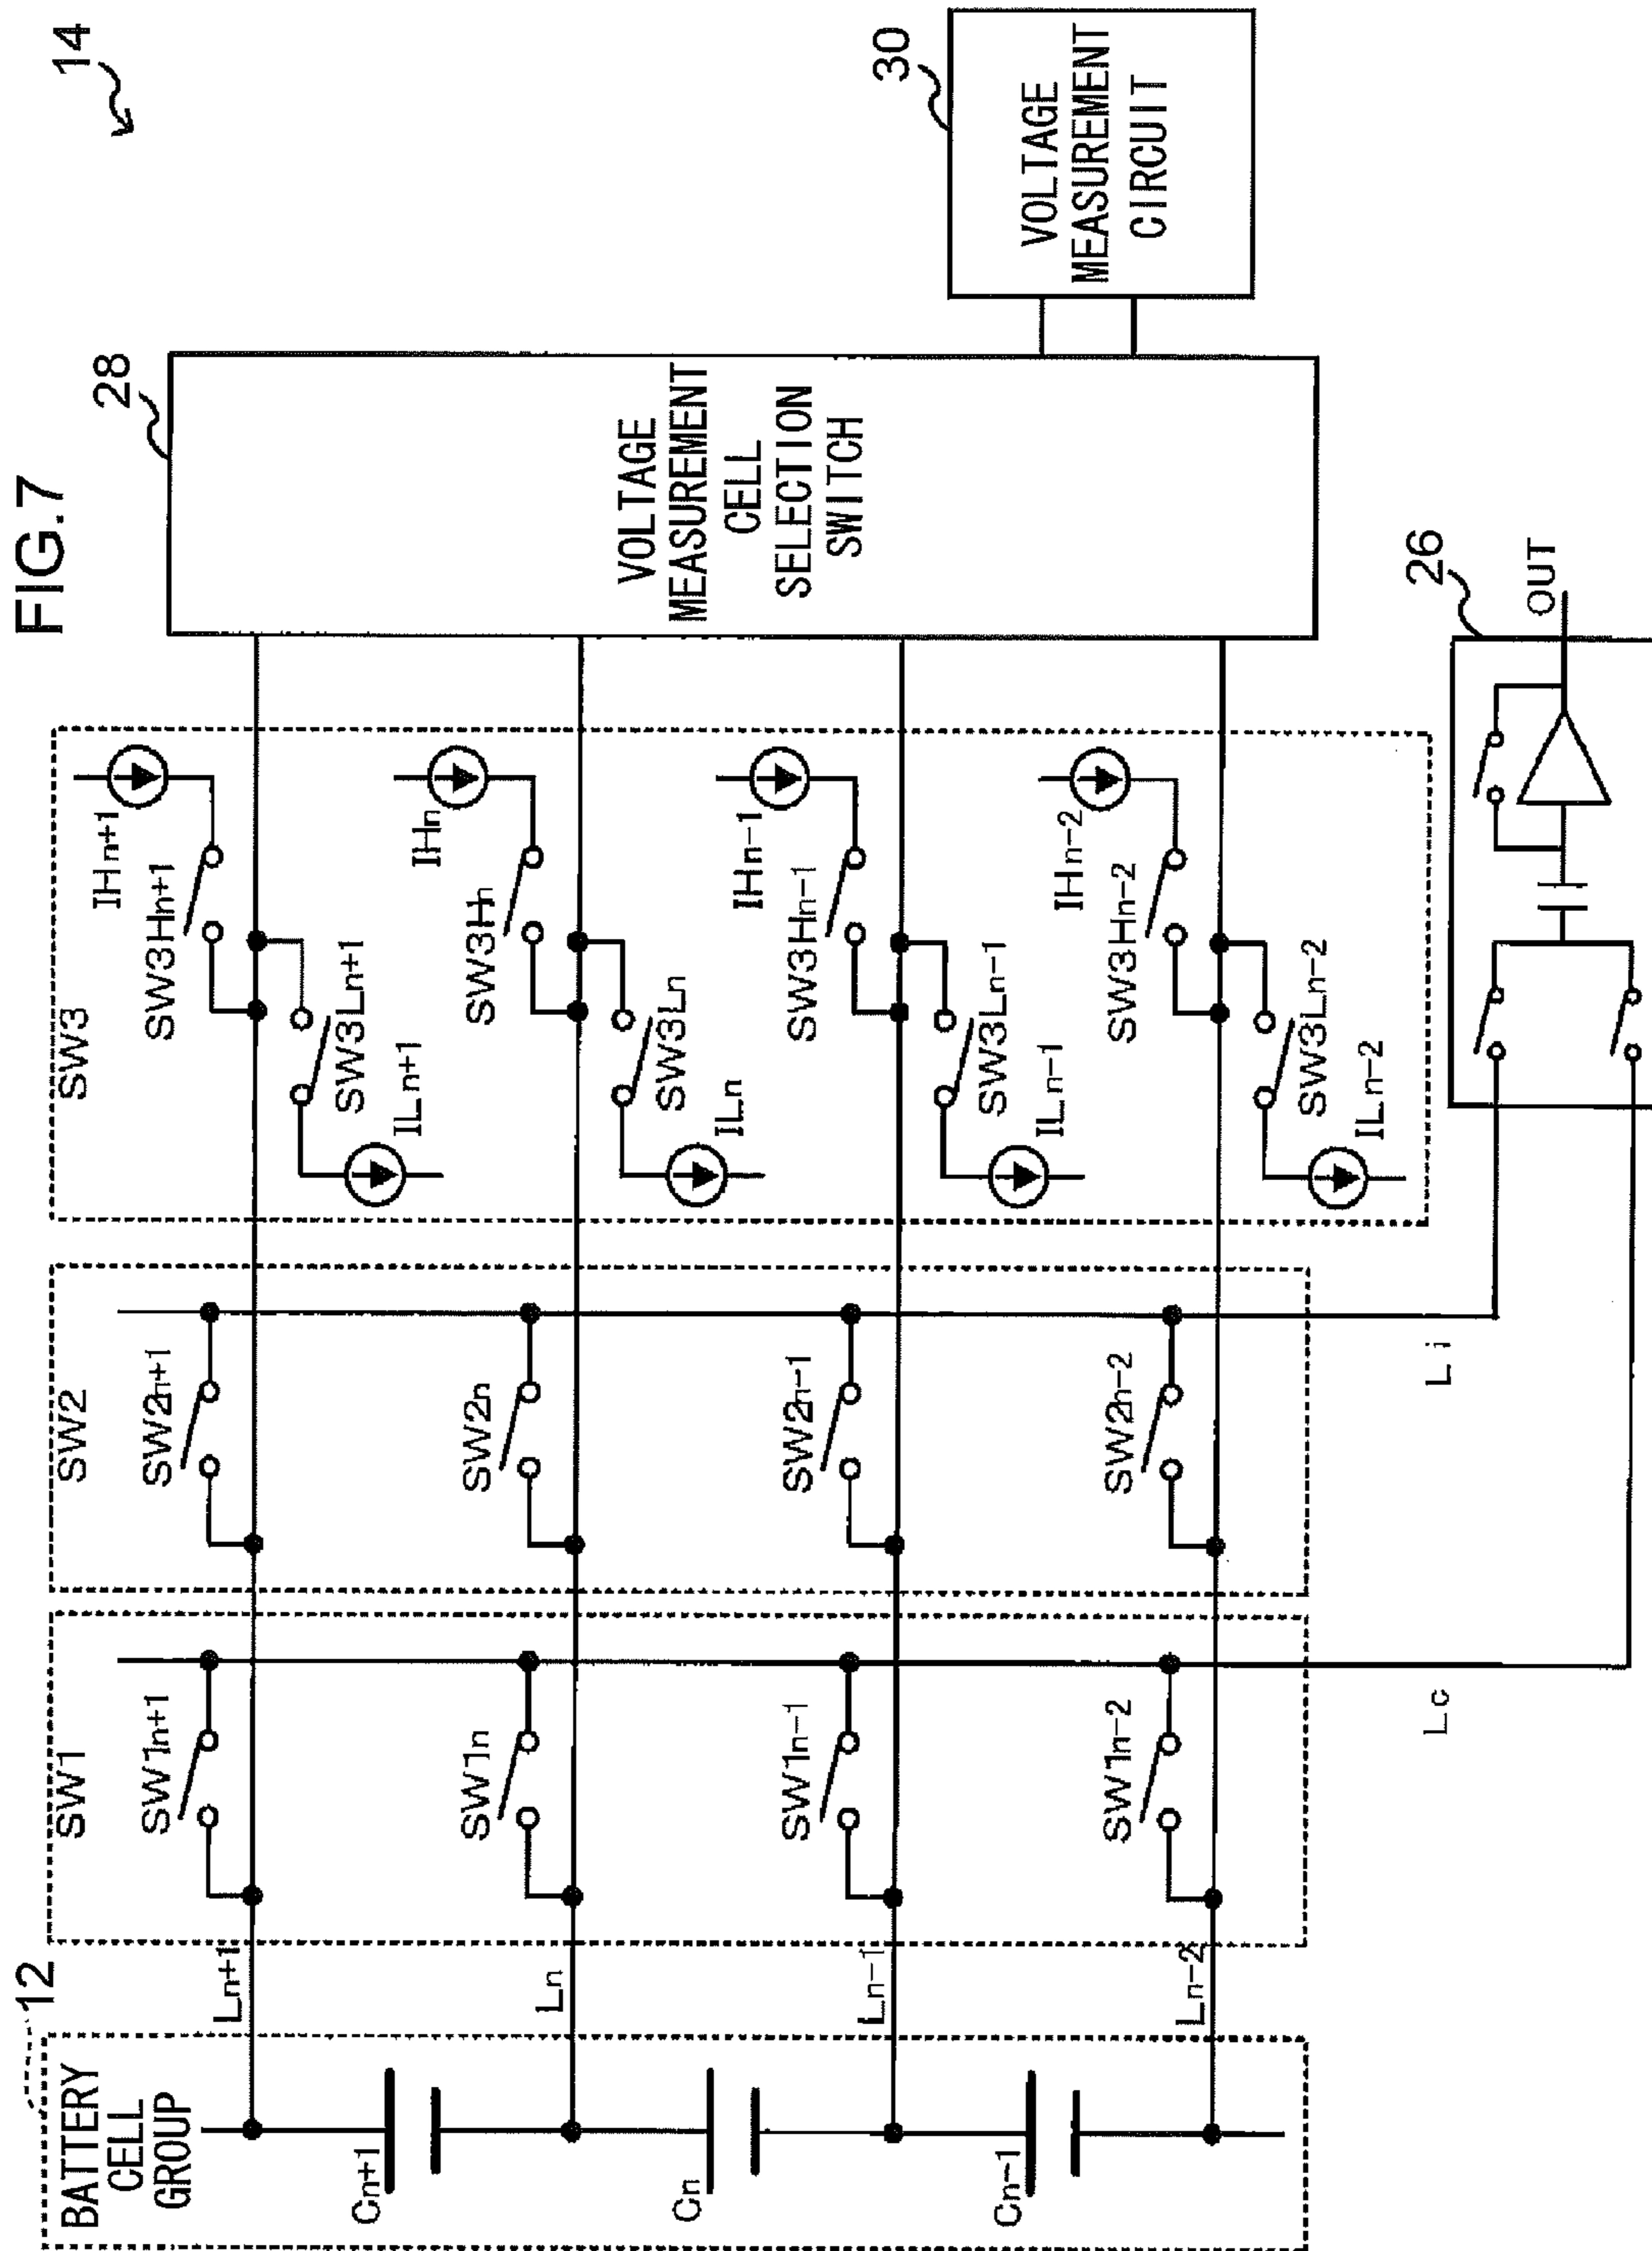 FIG.7
14
12
BATTERY
CELL
GROUP
Cn+1
Cn
Cn-1
Ln+1
Ln
Ln-1
Ln-2
SW1
SW1n+1
SW1n
SW1n-1
SW1n-2
Lc
SW2
SW2n+1
SW2n
SW2n-1
SW2n-2
Li
SW3
IHn+1
SW3Hn+1
SW3Ln+1
ILn+1
IHn
SW3Hn
SW3Ln
ILn
IHn-1
SW3Hn-1
SW3Ln-1
ILn-1
IHn-2
SW3Hn-2
SW3Ln-2
ILn-2
28
VOLTAGE
MEASUREMENT
CELL
SELECTION
SWITCH
30
VOLTAGE
MEASUREMENT
CIRCUIT
26
OUT